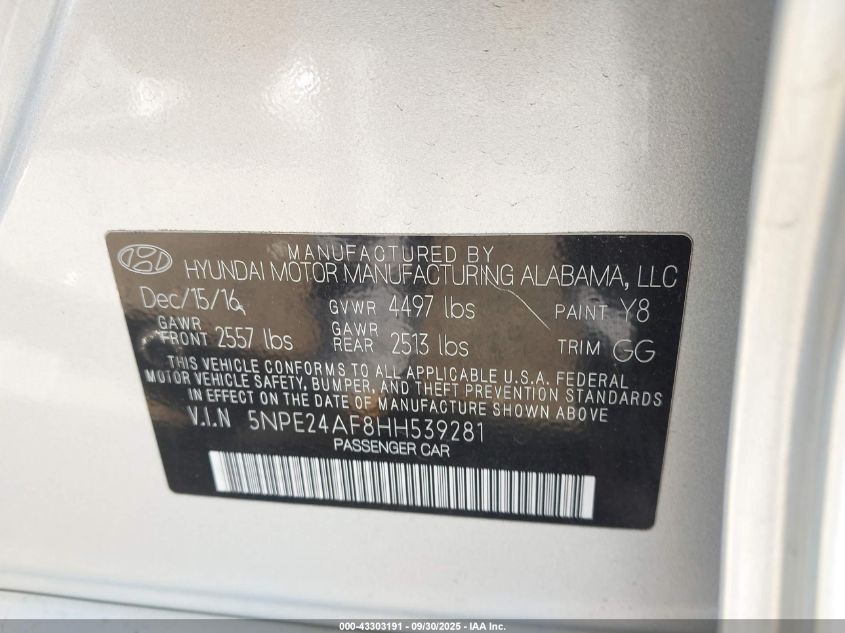 MANUFACTURED BY
HYUNDAI MOTOR MANUFACTURING ALABAMA, LLC
Dec/15/16 GVWR 4497 lbs PAINT Y8
GAWR FRONT 2557 lbs GAWR REAR 2513 lbs TRIM GG
THIS VEHICLE CONFORMS TO ALL APPLICABLE U.S.A. FEDERAL
MOTOR VEHICLE SAFETY, BUMPER, AND THEFT PREVENTION STANDARDS
IN EFFECT ON THE DATE OF MANUFACTURE SHOWN ABOVE.
V.I.N 5NPE24AF8HH539281
PASSENGER CAR
000-43303191 - 09/30/2025 - IAA Inc.